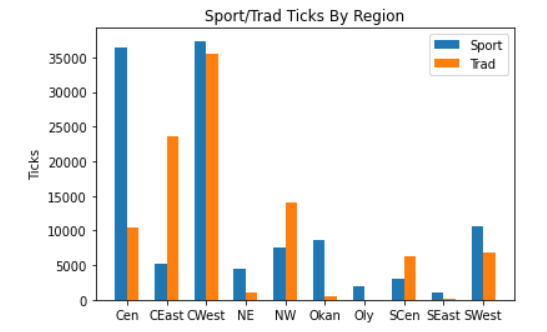 Sport/Trad Ticks By Region
Sport
Trad
Ticks
35000
30000
25000
20000
15000
10000
5000
0
Cen CEast CWest NE NW Okan Oly SCen SEast SWest